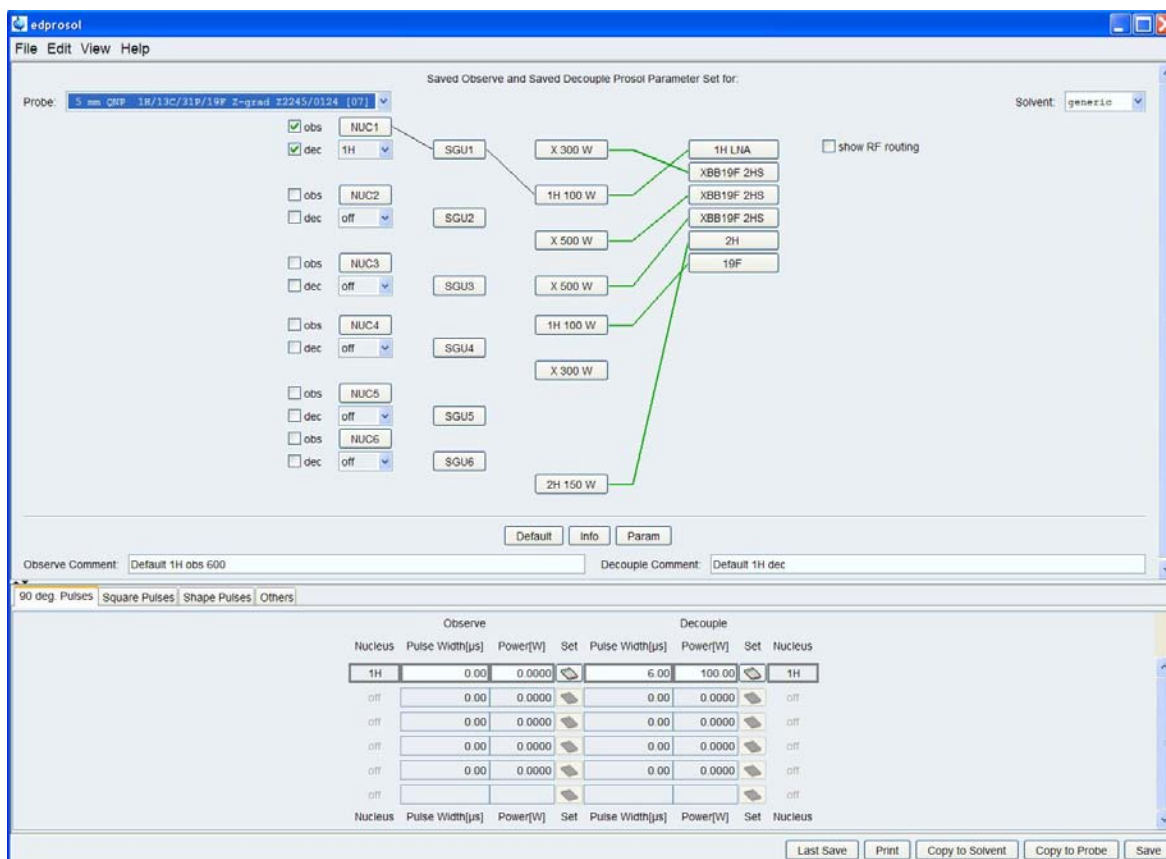 edprosol
File Edit View Help
Saved Observe and Saved Decouple Prosol Parameter Set for:
Probe: 5 mm QNP 1H/13C/31P/19F Z-grad Z2245/0124 [07] Solvent: generic
obs NUC1
dec 1H SGU1 X 300 W 1H LNA show RF routing
XBB19F 2HS
obs NUC2 1H 100 W XBB19F 2HS
dec off SGU2 XBB19F 2HS
X 500 W 2H
obs NUC3 19F
dec off SGU3 X 500 W
obs NUC4 1H 100 W
dec off SGU4
X 300 W
obs NUC5
dec off SGU5
obs NUC6
dec off SGU6
2H 150 W
Default Info Param
Observe Comment: Default 1H obs 600 Decouple Comment: Default 1H dec
90 deg. Pulses Square Pulses Shape Pulses Others
Observe Decouple
Nucleus Pulse Width[µs] Power[W] Set Pulse Width[µs] Power[W] Set Nucleus
1H 0.00 0.0000 6.00 100.00 1H
off 0.00 0.0000 0.00 0.0000 off
off 0.00 0.0000 0.00 0.0000 off
off 0.00 0.0000 0.00 0.0000 off
off 0.00 0.0000 0.00 0.0000 off
off off
Nucleus Pulse Width[µs] Power[W] Set Pulse Width[µs] Power[W] Set Nucleus
Last Save Print Copy to Solvent Copy to Probe Save